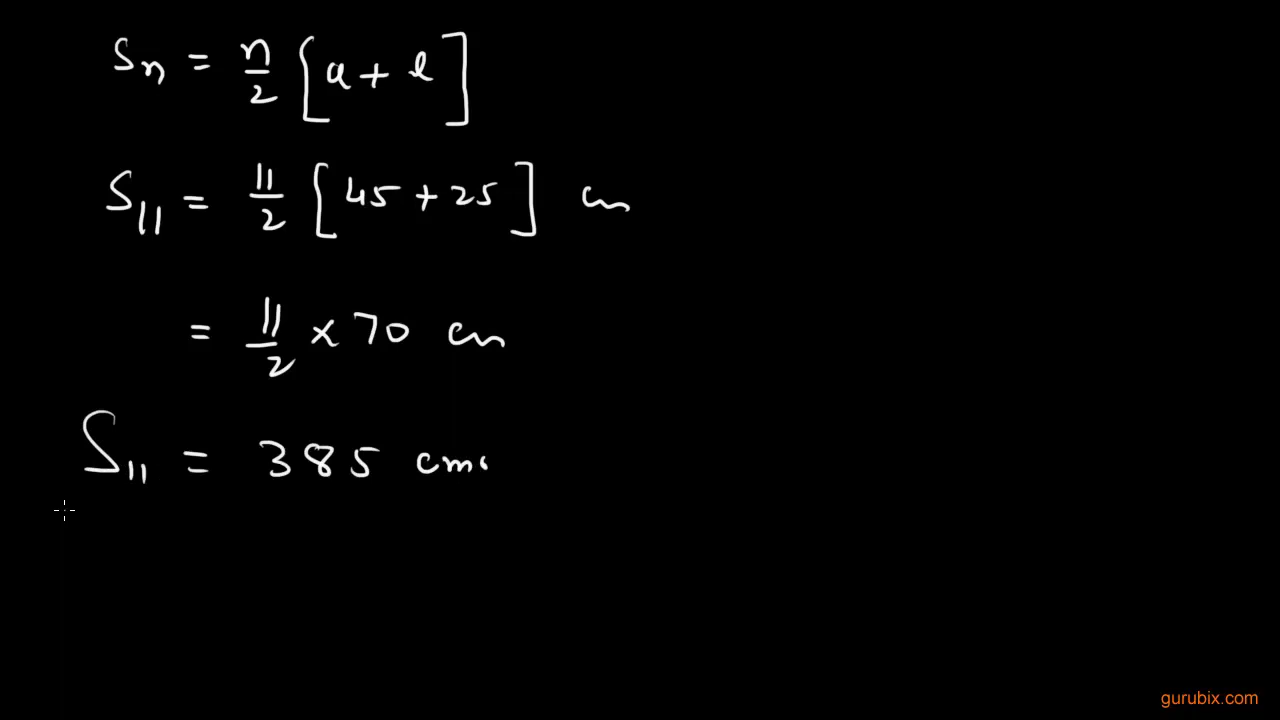 Sn = n/2 [a + l]
S11 = 11/2 [45 + 25] cm
= 11/2 × 70 cm
S11 = 385 cm.
gurubix.com